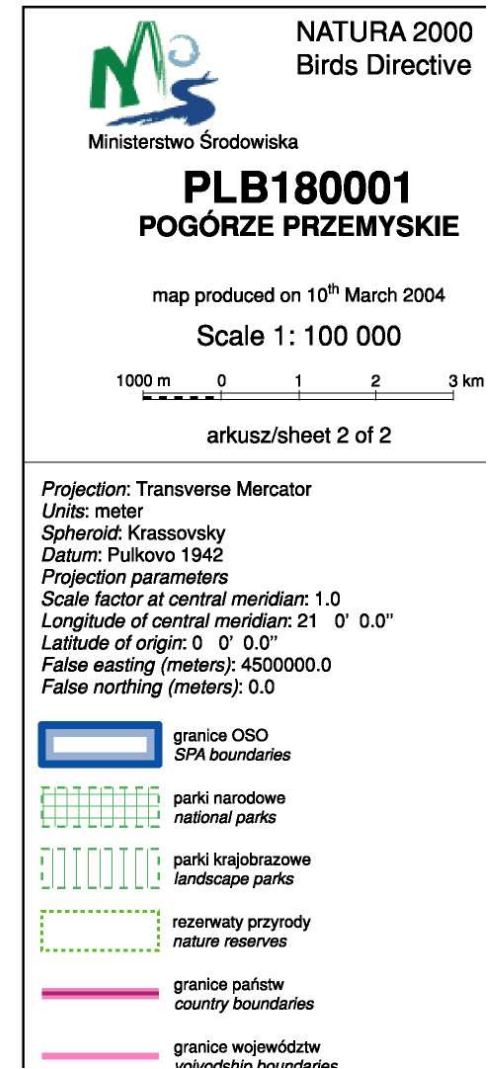 NATURA 2000
Birds Directive
Ministerstwo Środowiska
PLB180001
POGÓRZE PRZEMYSKIE
map produced on 10th March 2004
Scale 1: 100 000
1000 m 0 1 2 3 km
arkusz/sheet 2 of 2
Projection: Transverse Mercator
Units: meter
Spheroid: Krassovsky
Datum: Pulkovo 1942
Projection parameters
Scale factor at central meridian: 1.0
Longitude of central meridian: 21 0' 0.0"
Latitude of origin: 0 0' 0.0"
False easting (meters): 4500000.0
False northing (meters): 0.0
granice OSO
SPA boundaries
parki narodowe
national parks
parki krajobrazowe
landscape parks
rezerwaty przyrody
nature reserves
granice państw
country boundaries
granice województw
voivodship boundaries